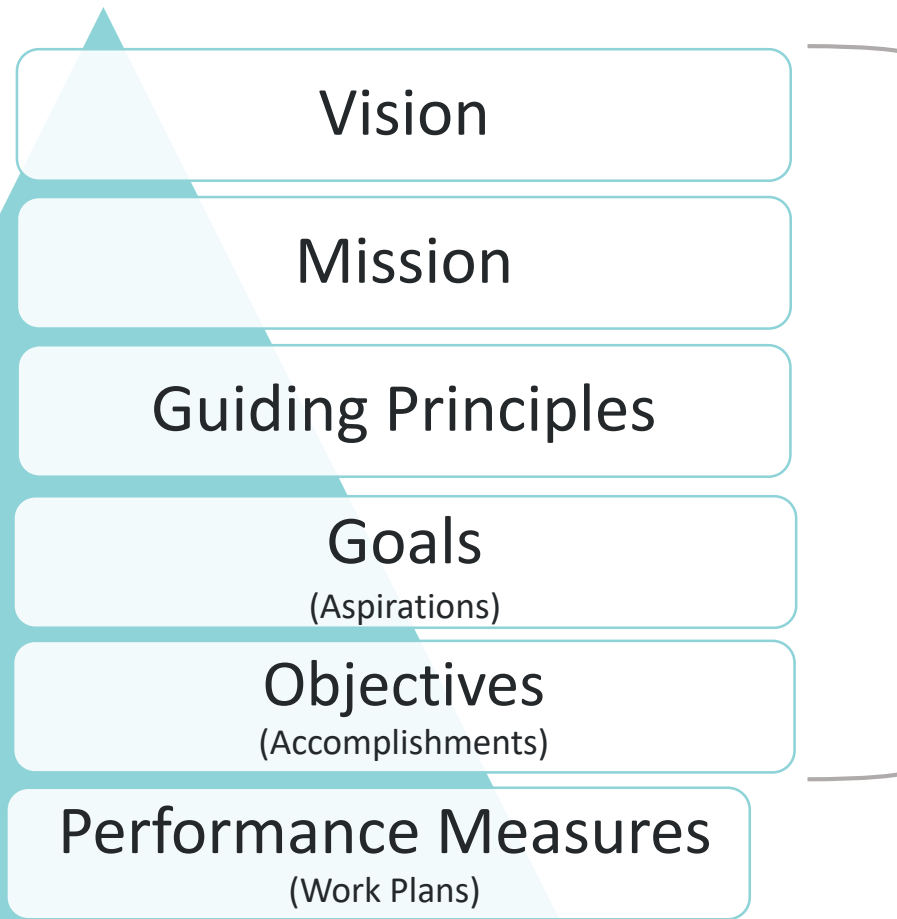 Vision
Mission
Guiding Principles
Goals
(Aspirations)
Objectives
(Accomplishments)
Performance Measures
(Work Plans)